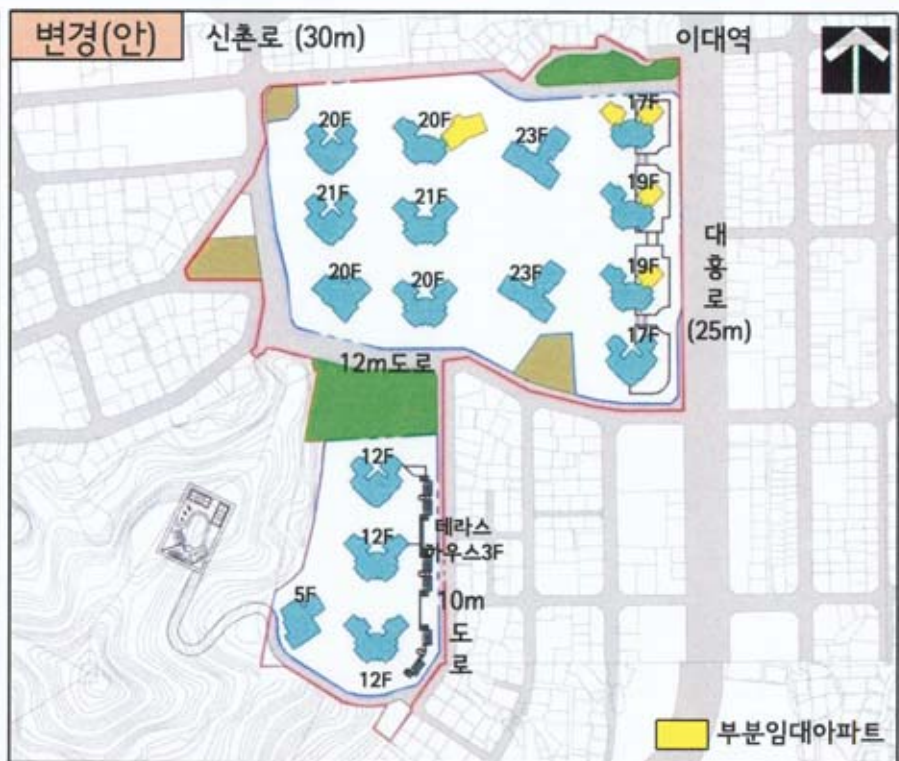 변경(안)
신촌로 (30m)
이대역
20F
20F
23F
17F
21F
21F
19F
20F
20F
23F
19F
17F
대흥로
(25m)
12m도로
12F
테라스
하우스3F
12F
5F
10m
도로
12F
부분임대아파트